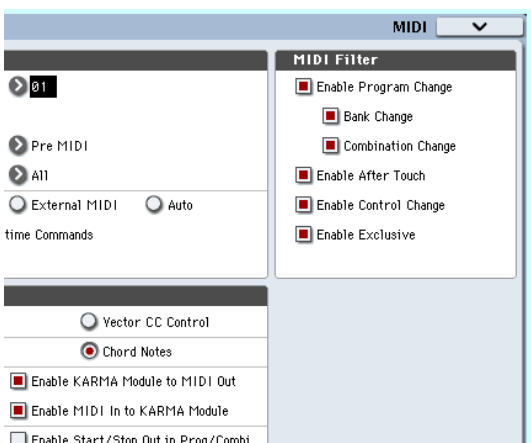 MIDI
MIDI Filter
01
Enable Program Change
Bank Change
Pre MIDI
Combination Change
All
Enable After Touch
External MIDI Auto
Enable Control Change
time Commands
Enable Exclusive
Vector CC Control
Chord Notes
Enable KARMA Module to MIDI Out
Enable MIDI In to KARMA Module
Enable Start/Stop Out in Prog/Combi